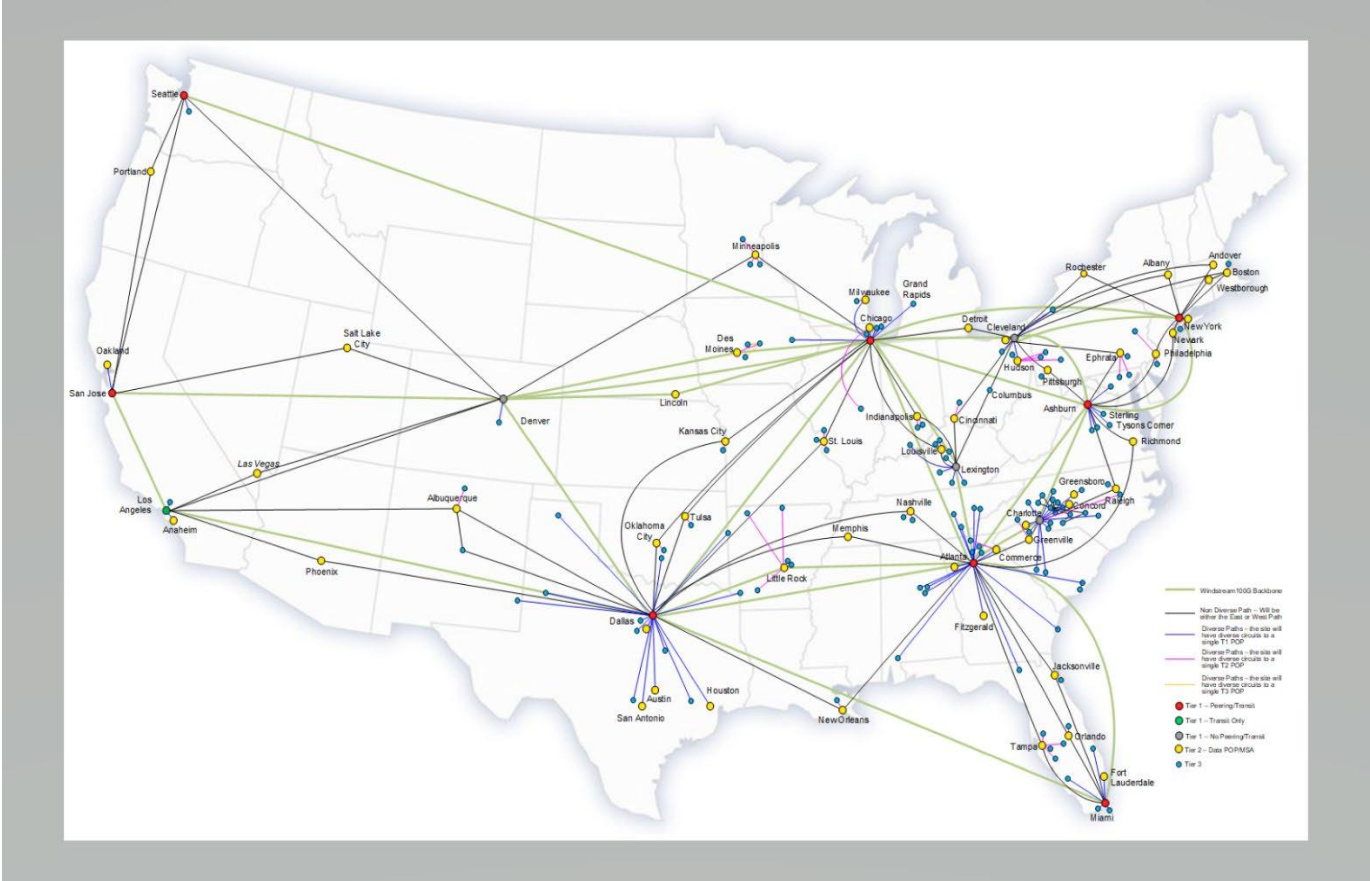 Seattle
Portland
Oakland
San Jose
Salt Lake
City
Las Vegas
Los
Angeles
Anaheim
Phoenix
Albuquerque
Denver
Minneapolis
Des
Moines
Lincoln
Kansas City
Milwaukee
Chicago
Grand
Rapids
St. Louis
Indianapolis
Louisville
Lexington
Cincinnati
Columbus
Detroit
Cleveland
Hudson
Pittsburgh
Rochester
Albany
Andover
Boston
Westborough
New York
Newark
Philadelphia
Ephrata
Ashburn
Sterling
Tysons Corner
Richmond
Greensboro
Raleigh
Concord
Charlotte
Greenville
Commerce
Atlanta
Nashville
Memphis
Little Rock
Tulsa
Oklahoma
City
Dallas
Austin
San Antonio
Houston
New Orleans
Fitzgerald
Jacksonville
Orlando
Tampa
Fort
Lauderdale
Miami
Windstream 100G Backbone
Non Diverse Path – Will be
either the East or West Path
Diverse Paths - the site will
have diverse circuits to a
single T1 POP
Diverse Paths - the site will
have diverse circuits to a
single T2 POP
Diverse Paths - the site will
have diverse circuits to a
single T3 POP
Tier 1 – Peering/Transit
Tier 1 – Transit Only
Tier 1 – No Peering/Transit
Tier 2 – Data POP/MSA
Tier 3